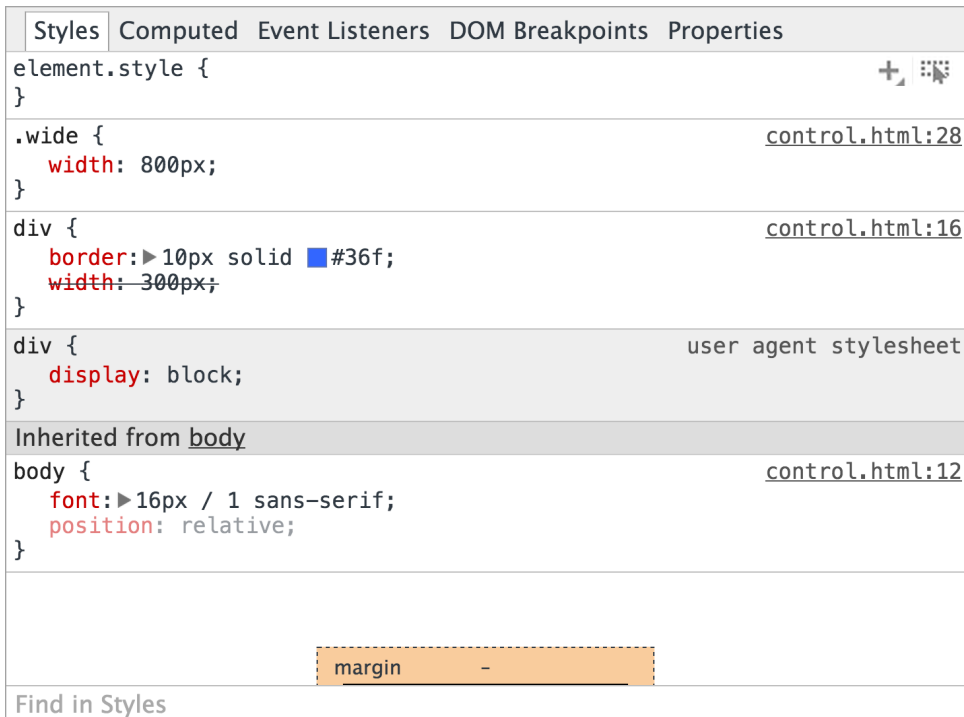 Styles Computed Event Listeners DOM Breakpoints Properties
element.style {
}
.wide { control.html:28
width: 800px;
}
div { control.html:16
border: 10px solid #36f;
width: 300px;
}
div { user agent stylesheet
display: block;
}
Inherited from body
body { control.html:12
font: 16px / 1 sans-serif;
position: relative;
}
margin –
Find in Styles